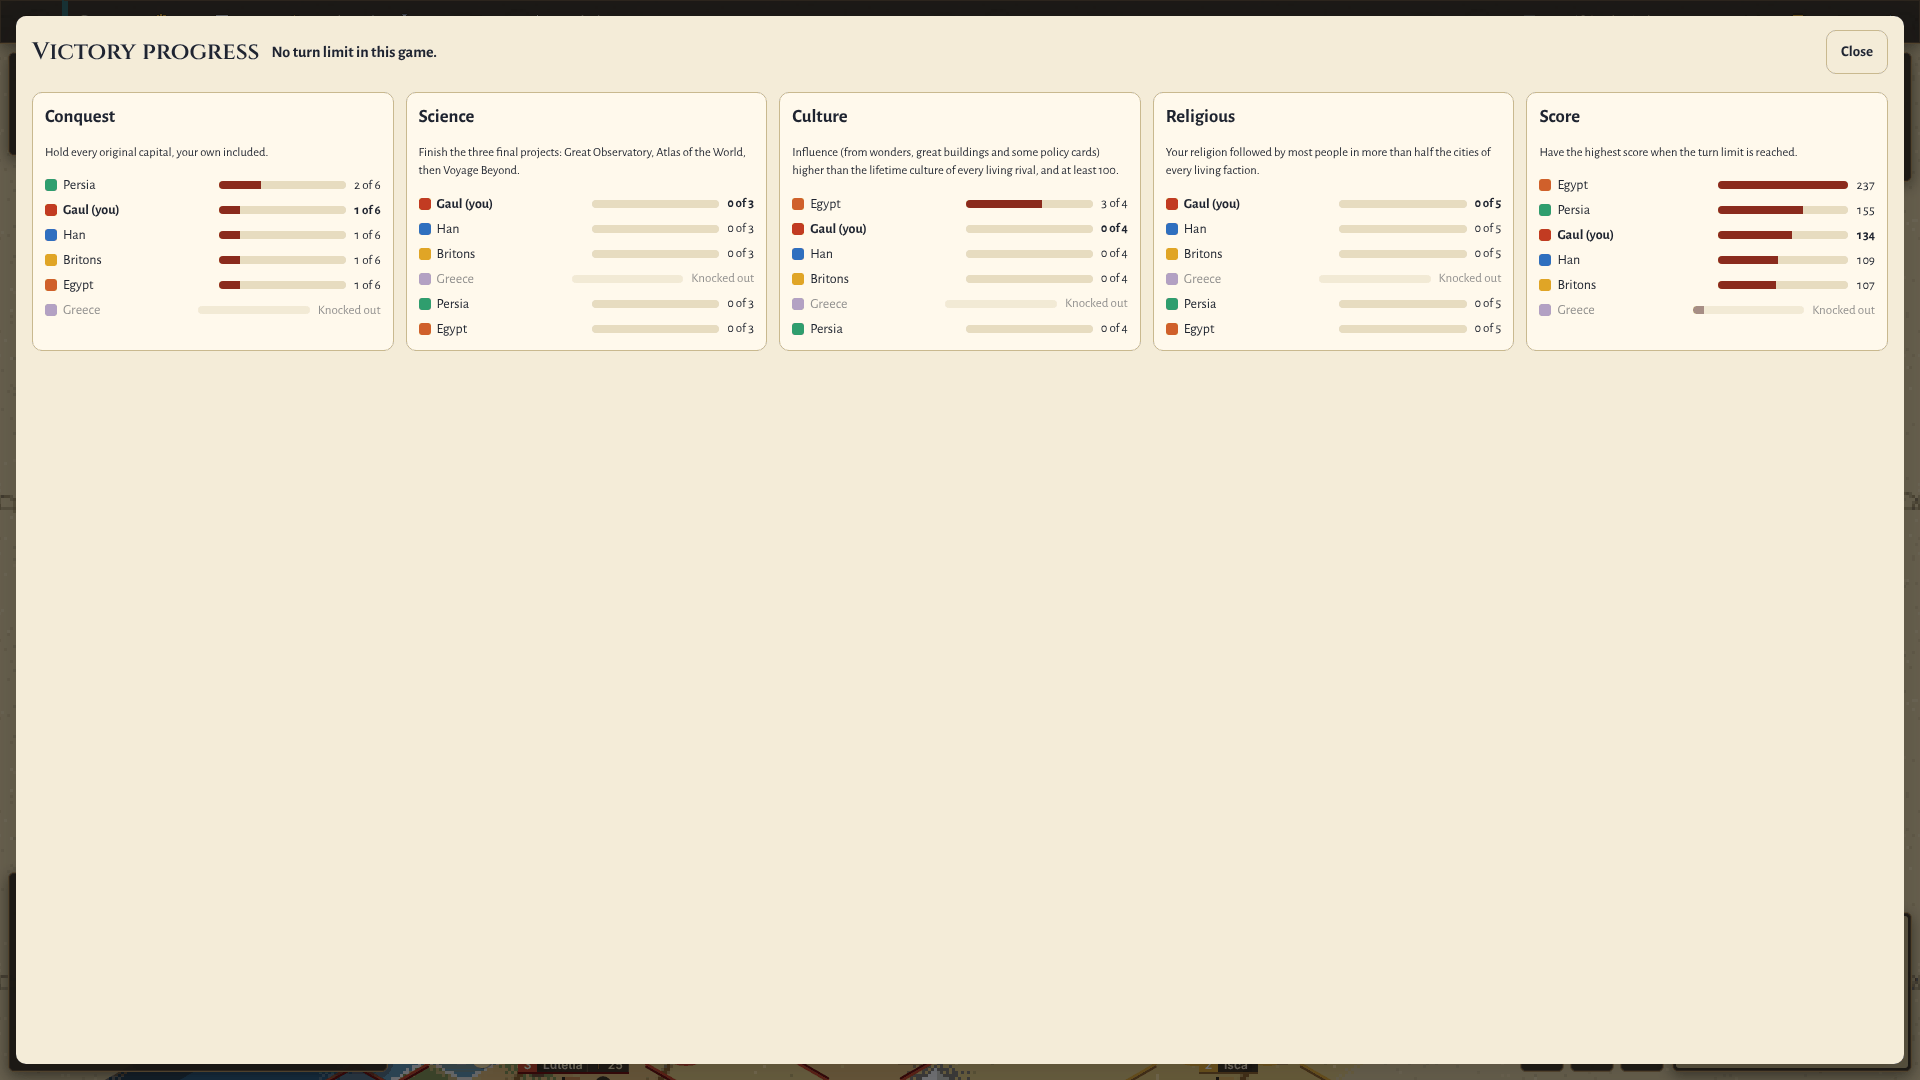 Victory progress No turn limit in this game.
Close
Conquest
Hold every original capital, your own included.
Persia 2 of 6
Gaul (you) 1 of 6
Han 1 of 6
Britons 1 of 6
Egypt 1 of 6
Greece Knocked out
Science
Finish the three final projects: Great Observatory, Atlas of the World,
then Voyage Beyond.
Gaul (you) 0 of 3
Han 0 of 3
Britons 0 of 3
Greece Knocked out
Persia 0 of 3
Egypt 0 of 3
Culture
Influence (from wonders, great buildings and some policy cards)
higher than the lifetime culture of every living rival, and at least 100.
Egypt 3 of 4
Gaul (you) 0 of 4
Han 0 of 4
Britons 0 of 4
Greece Knocked out
Persia 0 of 4
Religious
Your religion followed by most people in more than half the cities of
every living faction.
Gaul (you) 0 of 5
Han 0 of 5
Britons 0 of 5
Greece Knocked out
Persia 0 of 5
Egypt 0 of 5
Score
Have the highest score when the turn limit is reached.
Egypt 237
Persia 155
Gaul (you) 134
Han 109
Britons 107
Greece Knocked out
3 Lutetia 25
2 Isca